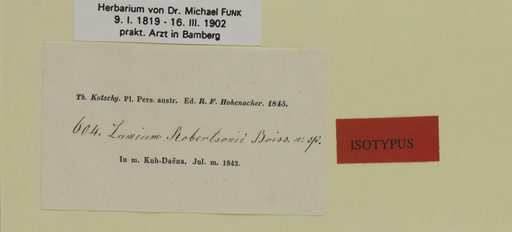 Herbarium von Dr. Michael FUNK
9. I. 1819 - 16. III. 1902
prakt. Arzt in Bamberg
Th. Kotschy. Pl. Pers. austr. Ed. R. F. Hohenacker. 1845.
604. Lamium Robertsonii Boiss. n. sp.
In m. Kuh-Daëna. Jul. m. 1842.
ISOTYPUS